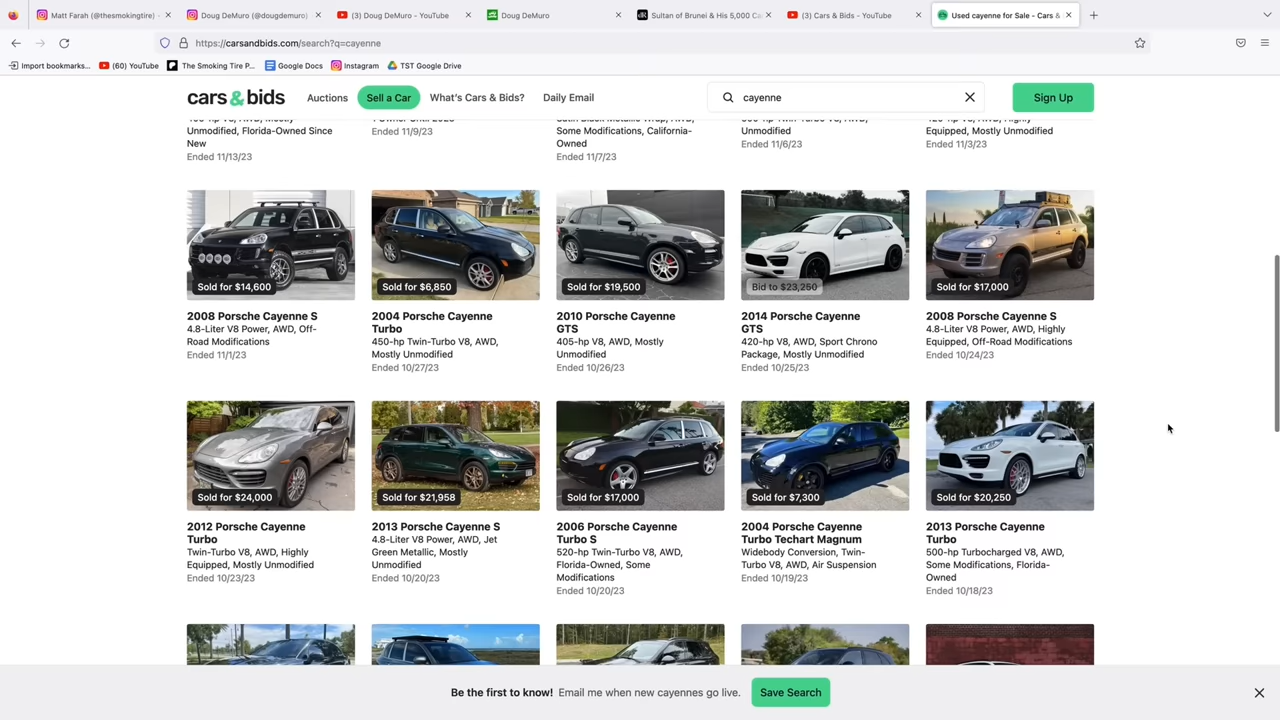 Matt Farah (@thesmokingtire)
Doug DeMuro (@dougdemuro)
(3) Doug DeMuro - YouTube
Doug DeMuro
Sultan of Brunei & His 5,000 Ca
(3) Cars & Bids - YouTube
Used cayenne for Sale - Cars &
https://carsandbids.com/search?q=cayenne
Import bookmarks...
(60) YouTube
The Smoking Tire P...
Google Docs
Instagram
TST Google Drive
cars & bids
Auctions
Sell a Car
What's Cars & Bids?
Daily Email
cayenne
Sign Up
Unmodified, Florida-Owned Since
New
Ended 11/13/23
Ended 11/9/23
Some Modifications, California-
Owned
Ended 11/7/23
Unmodified
Ended 11/6/23
Equipped, Mostly Unmodified
Ended 11/3/23
Sold for $14,600
2008 Porsche Cayenne S
4.8-Liter V8 Power, AWD, Off-
Road Modifications
Ended 11/1/23
Sold for $6,850
2004 Porsche Cayenne
Turbo
450-hp Twin-Turbo V8, AWD,
Mostly Unmodified
Ended 10/27/23
Sold for $19,500
2010 Porsche Cayenne
GTS
405-hp V8, AWD, Mostly
Unmodified
Ended 10/26/23
Bid to $23,250
2014 Porsche Cayenne
GTS
420-hp V8, AWD, Sport Chrono
Package, Mostly Unmodified
Ended 10/25/23
Sold for $17,000
2008 Porsche Cayenne S
4.8-Liter V8 Power, AWD, Highly
Equipped, Off-Road Modifications
Ended 10/24/23
Sold for $24,000
2012 Porsche Cayenne
Turbo
Twin-Turbo V8, AWD, Highly
Equipped, Mostly Unmodified
Ended 10/23/23
Sold for $21,958
2013 Porsche Cayenne S
4.8-Liter V8 Power, AWD, Jet
Green Metallic, Mostly
Unmodified
Ended 10/20/23
Sold for $17,000
2006 Porsche Cayenne
Turbo S
520-hp Twin-Turbo V8, AWD,
Florida-Owned, Some
Modifications
Ended 10/20/23
Sold for $7,300
2004 Porsche Cayenne
Turbo Techart Magnum
Widebody Conversion, Twin-
Turbo V8, AWD, Air Suspension
Ended 10/19/23
Sold for $20,250
2013 Porsche Cayenne
Turbo
500-hp Turbocharged V8, AWD,
Some Modifications, Florida-
Owned
Ended 10/18/23
Be the first to know! Email me when new cayennes go live.
Save Search